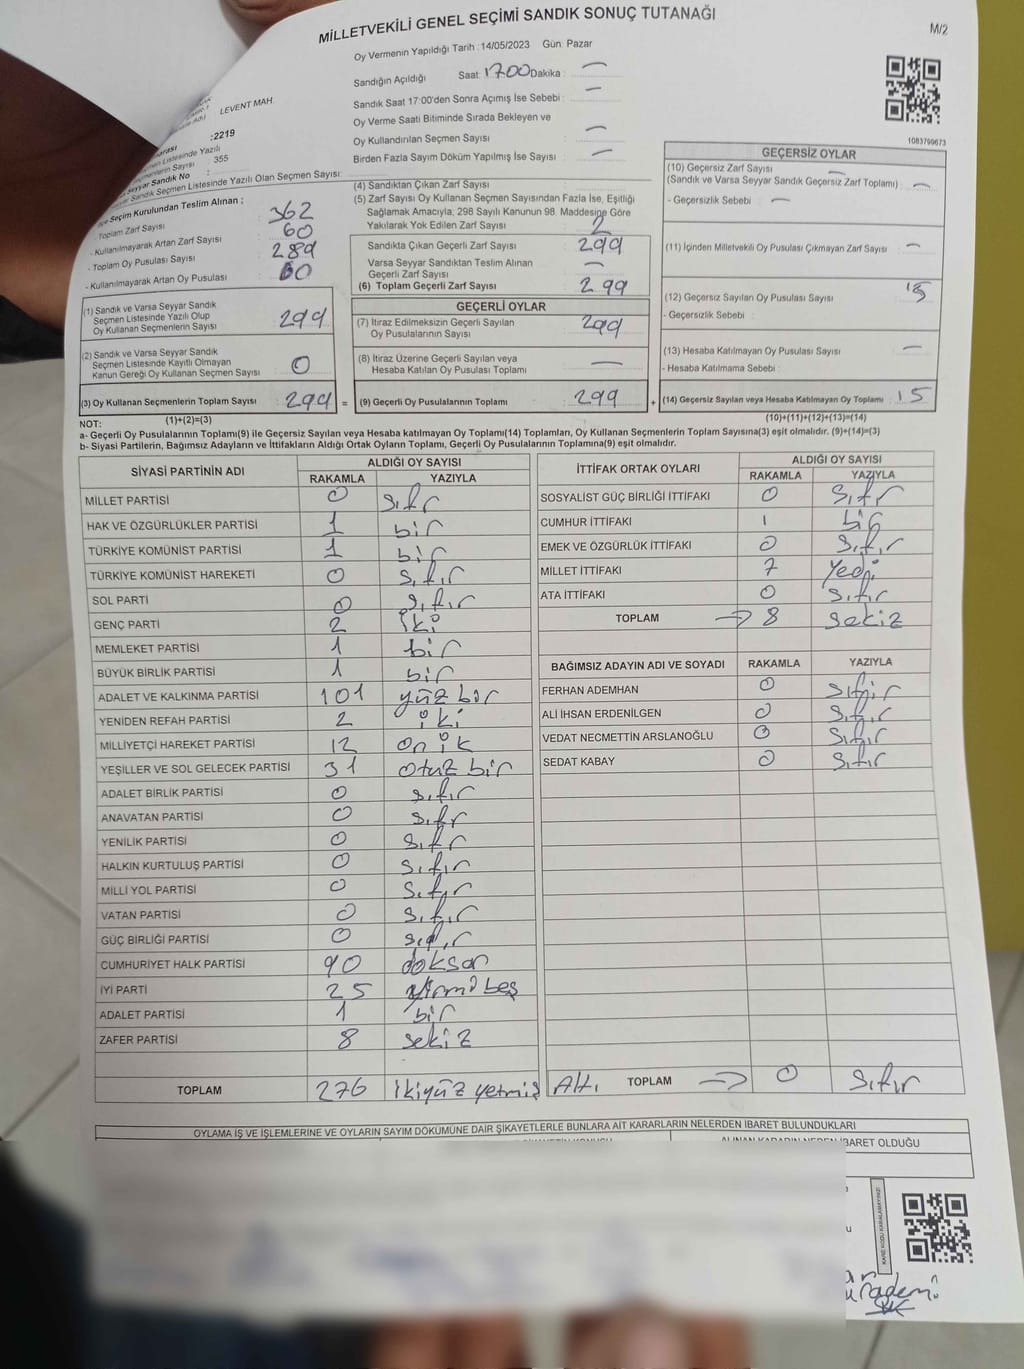 MİLLETVEKİLİ GENEL SEÇİMİ SANDIK SONUÇ TUTANAĞI
M/2
Oy Vermenin Yapıldığı Tarih : 14/05/2023 Gün: Pazar
Sandığın Açıldığı Saat: 17.00 Dakika : —
Sandık Saat 17:00'den Sonra Açımış İse Sebebi : —
Oy Verme Saati Bitiminde Sırada Bekleyen ve
Oy Kullandırılan Seçmen Sayısı : —
Birden Fazla Sayım Döküm Yapılmış İse Sayısı : —
LEVENT MAH.
:2219
Listesinde Yazılı
Seçmenlerin Sayısı : 355
Seyyar Sandık No :
Seyyar Sandık Seçmen Listesinde Yazılı Olan Seçmen Sayısı:
Seçim Kurulundan Teslim Alınan ;
- Toplam Zarf Sayısı : 362
- Kullanılmayarak Artan Zarf Sayısı : 60
- Toplam Oy Pusulası Sayısı : 289
- Kullanılmayarak Artan Oy Pusulası : 60
(1) Sandık ve Varsa Seyyar Sandık
Seçmen Listesinde Yazılı Olup
Oy Kullanan Seçmenlerin Sayısı : 299
(2) Sandık ve Varsa Seyyar Sandık
Seçmen Listesinde Kayıtlı Olmayan
Kanun Gereği Oy Kullanan Seçmen Sayısı : 0
(3) Oy Kullanan Seçmenlerin Toplam Sayısı : 299 =
(1)+(2)=(3)
(4) Sandıktan Çıkan Zarf Sayısı
(5) Zarf Sayısı Oy Kullanan Seçmen Sayısından Fazla İse, Eşitliği
Sağlamak Amacıyla, 298 Sayılı Kanunun 98. Maddesine Göre
Yakılarak Yok Edilen Zarf Sayısı : 2
Sandıkta Çıkan Geçerli Zarf Sayısı : 299
Varsa Seyyar Sandıktan Teslim Alınan
Geçerli Zarf Sayısı : —
(6) Toplam Geçerli Zarf Sayısı : 299
GEÇERLİ OYLAR
(7) İtiraz Edilmeksizin Geçerli Sayılan
Oy Pusulalarının Sayısı : 299
(8) İtiraz Üzerine Geçerli Sayılan veya
Hesaba Katılan Oy Pusulası Toplamı : —
(9) Geçerli Oy Pusulalarının Toplamı : 299 +
1083799673
GEÇERSİZ OYLAR
(10) Geçersiz Zarf Sayısı : —
(Sandık ve Varsa Seyyar Sandık Geçersiz Zarf Toplamı) : —
- Geçersizlik Sebebi : —
(11) İçinden Milletvekili Oy Pusulası Çıkmayan Zarf Sayısı : —
(12) Geçersiz Sayılan Oy Pusulası Sayısı : 15
- Geçersizlik Sebebi :
(13) Hesaba Katılmayan Oy Pusulası Sayısı : —
- Hesaba Katılmama Sebebi :
(14) Geçersiz Sayılan veya Hesaba Katılmayan Oy Toplamı : 15
(10)+(11)+(12)+(13)=(14)
NOT:
a- Geçerli Oy Pusulalarının Toplamı(9) ile Geçersiz Sayılan veya Hesaba katılmayan Oy Toplamı(14) Toplamları, Oy Kullanan Seçmenlerin Toplam Sayısına(3) eşit olmalıdır. (9)+(14)=(3)
b- Siyasi Partilerin, Bağımsız Adayların ve İttifakların Aldığı Ortak Oyların Toplamı, Geçerli Oy Pusulalarının Toplamına(9) eşit olmalıdır.
SİYASİ PARTİNİN ADI ALDIĞI OY SAYISI
RAKAMLA YAZIYLA
MİLLET PARTİSİ 0 sıfr
HAK VE ÖZGÜRLÜKLER PARTİSİ 1 bir
TÜRKİYE KOMÜNİST PARTİSİ 1 bir
TÜRKİYE KOMÜNİST HAREKETİ 0 sıfır
SOL PARTİ 0 sıfır
GENÇ PARTİ 2 iki
MEMLEKET PARTİSİ 1 bir
BÜYÜK BİRLİK PARTİSİ 1 bir
ADALET VE KALKINMA PARTİSİ 101 yüz bir
YENİDEN REFAH PARTİSİ 2 iki
MİLLİYETÇİ HAREKET PARTİSİ 12 on ik
YEŞİLLER VE SOL GELECEK PARTİSİ 31 otuz bir
ADALET BİRLİK PARTİSİ 0 sıfır
ANAVATAN PARTİSİ 0 sıfr
YENİLİK PARTİSİ 0 sıfr
HALKIN KURTULUŞ PARTİSİ 0 sıfır
MİLLİ YOL PARTİSİ 0 sıfır
VATAN PARTİSİ 0 sıfır
GÜÇ BİRLİĞİ PARTİSİ 0 sıfır
CUMHURİYET HALK PARTİSİ 90 doksan
İYİ PARTİ 25 yirmi beş
ADALET PARTİSİ 1 bir
ZAFER PARTİSİ 8 sekiz
TOPLAM 276 ikiyüz yetmiş Altı
İTTİFAK ORTAK OYLARI ALDIĞI OY SAYISI
RAKAMLA YAZIYLA
SOSYALİST GÜÇ BİRLİĞİ İTTİFAKI 0 sıfır
CUMHUR İTTİFAKI 1 bir
EMEK VE ÖZGÜRLÜK İTTİFAKI 0 sıfır
MİLLET İTTİFAKI 7 Yedi
ATA İTTİFAKI 0 sıfır
TOPLAM → 8 sekiz
BAĞIMSIZ ADAYIN ADI VE SOYADI RAKAMLA YAZIYLA
FERHAN ADEMHAN 0 sıfır
ALİ İHSAN ERDENİLGEN 0 sıfır
VEDAT NECMETTİN ARSLANOĞLU 0 sıfır
SEDAT KABAY 0 sıfır
TOPLAM → 0 sıfır
OYLAMA İŞ VE İŞLEMLERİNE VE OYLARIN SAYIM DÖKÜMÜNE DAİR ŞİKAYETLERLE BUNLARA AİT KARARLARIN NELERDEN İBARET BULUNDUKLARI
ALINAN KARARIN NEDEN İBARET OLDUĞU
KARE KODU KARALAMAYINIZ!